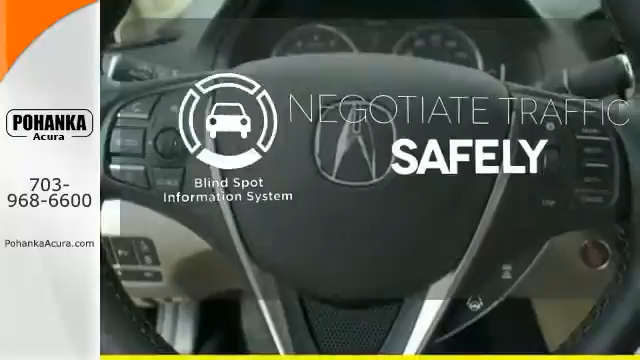 POHANKA
Acura
703-
968-6600
PohankaAcura.com
Blind Spot
Information System
NEGOTIATE TRAFFIC
SAFELY